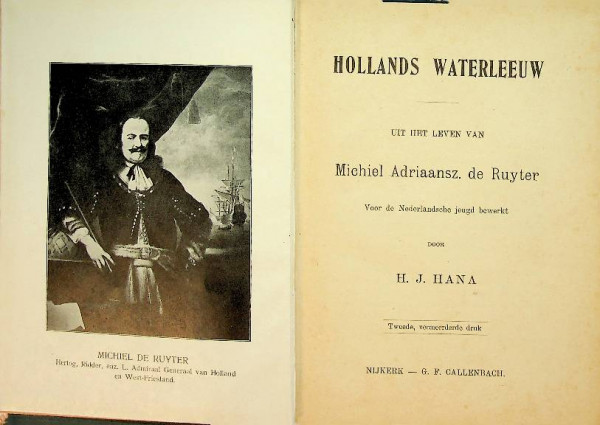 MICHIEL DE RUYTER
Hertog, Ridder, enz. L. Admiraal Generaal van Holland
en West-Friesland.
HOLLANDS WATERLEEUW
UIT HET LEVEN VAN
Michiel Adriaansz. de Ruyter
Voor de Nederlandsche jeugd bewerkt
DOOR
H. J. HANA
Tweede, vermeerderde druk
NIJKERK — G. F. CALLENBACH.